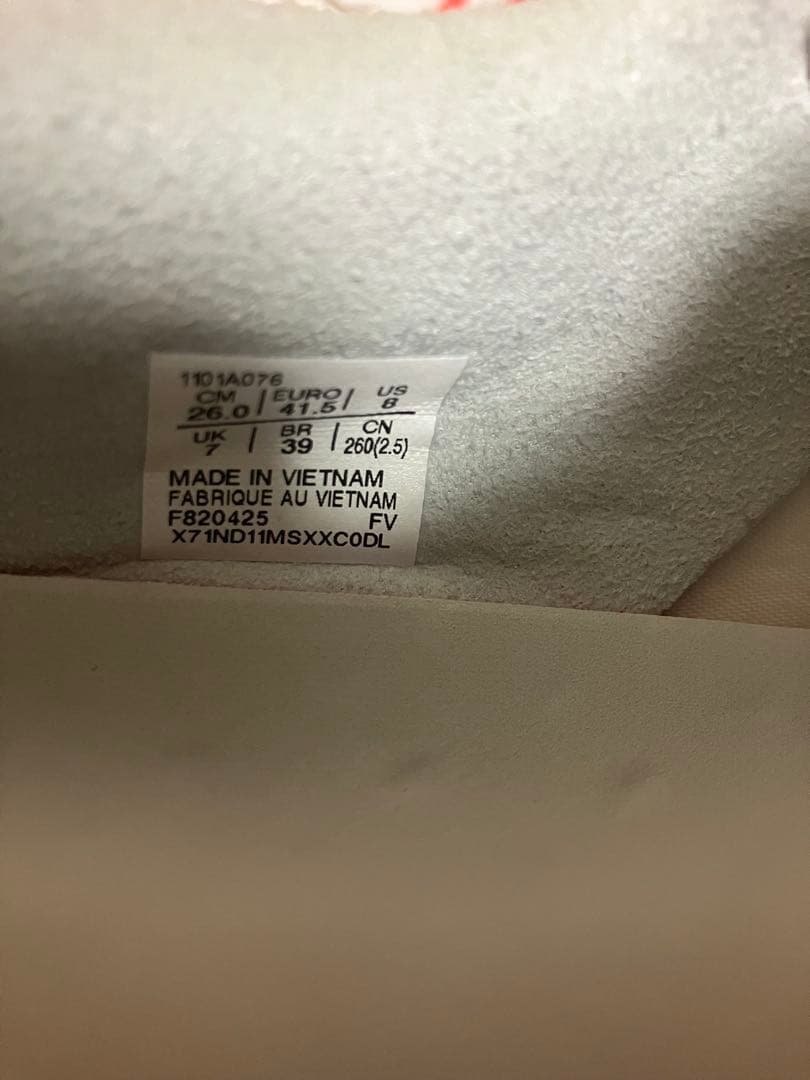 1101A076
CM | EURO | US
26.0 41.5 8
UK | BR | CN
7 39 260(2.5)
MADE IN VIETNAM
FABRIQUE AU VIETNAM
F820425 FV
X71ND11MSXXC0DL